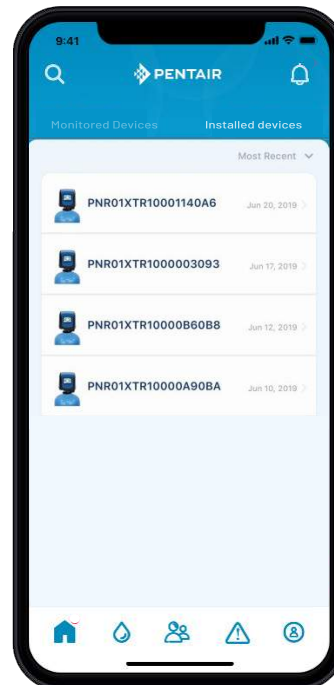 9:41
PENTAIR
Monitored Devices Installed devices
Most Recent
PNR01XTR10001140A6 Jun 20, 2019
PNR01XTR1000003093 Jun 17, 2019
PNR01XTR10000B60B8 Jun 12, 2019
PNR01XTR10000A90BA Jun 10, 2019